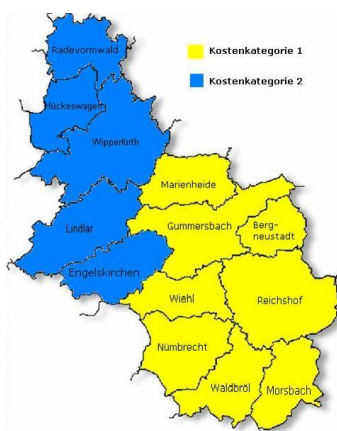 Radevormwald
Kostenkategorie 1
Kostenkategorie 2
Hückeswagen
Wipperfürth
Marienheide
Lindlar
Gummersbach
Berg-
neustadt
Engelskirchen
Wiehl
Reichshof
Nümbrecht
Waldbröl
Morsbach